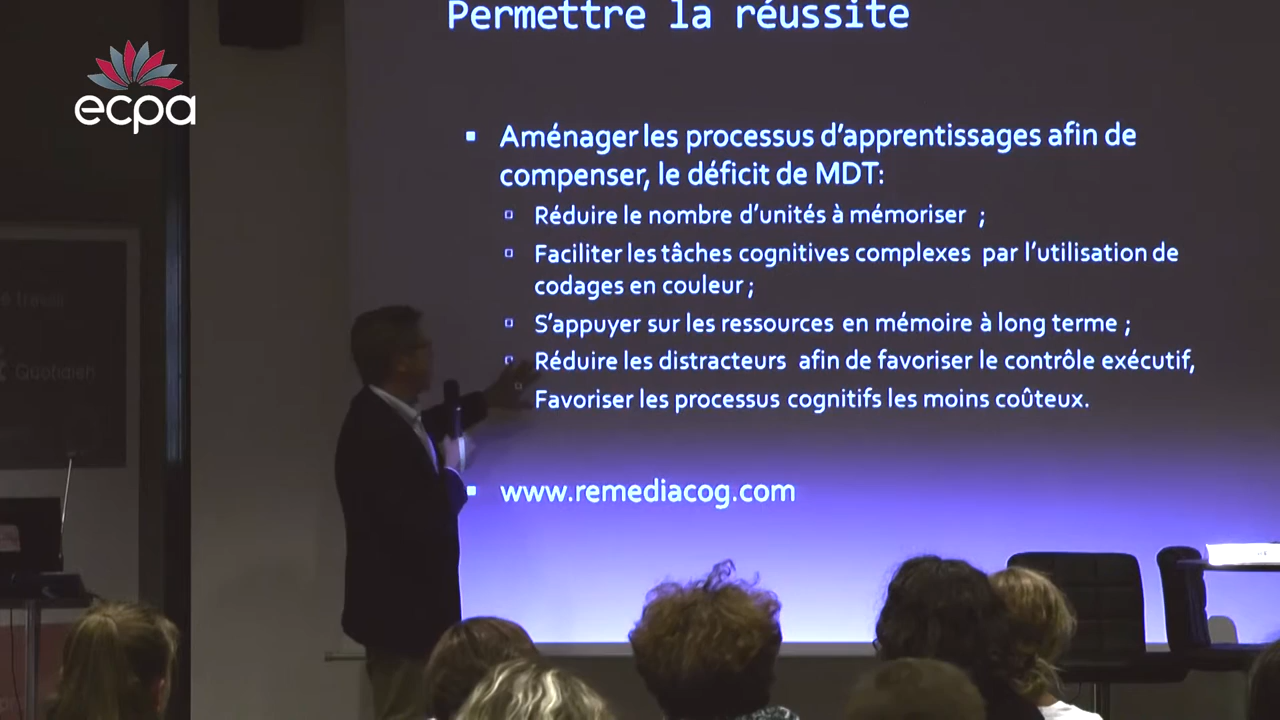 Permettre la réussite
ecpa
Aménager les processus d'apprentissages afin de
compenser, le déficit de MDT:
Réduire le nombre d'unités à mémoriser ;
Faciliter les tâches cognitives complexes par l'utilisation de
codages en couleur ;
S'appuyer sur les ressources en mémoire à long terme ;
Réduire les distracteurs afin de favoriser le contrôle exécutif,
Favoriser les processus cognitifs les moins coûteux.
www.remediacog.com
Quotidien